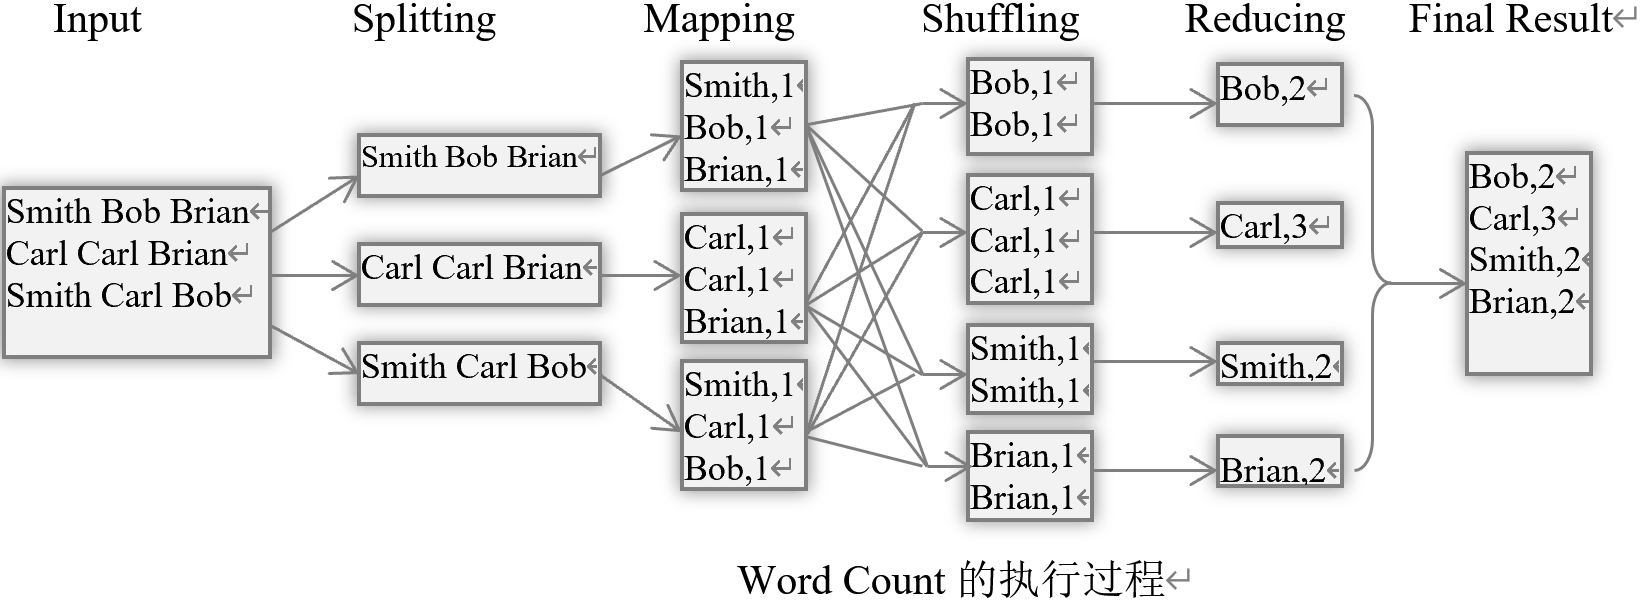 Input
Splitting
Mapping
Shuffling
Reducing
Final Result
Smith Bob Brian
Carl Carl Brian
Smith Carl Bob
Smith Bob Brian
Carl Carl Brian
Smith Carl Bob
Smith,1
Bob,1
Brian,1
Carl,1
Carl,1
Brian,1
Smith,1
Carl,1
Bob,1
Bob,1
Bob,1
Carl,1
Carl,1
Carl,1
Smith,1
Smith,1
Brian,1
Brian,1
Bob,2
Carl,3
Smith,2
Brian,2
Bob,2
Carl,3
Smith,2
Brian,2
Word Count 的执行过程